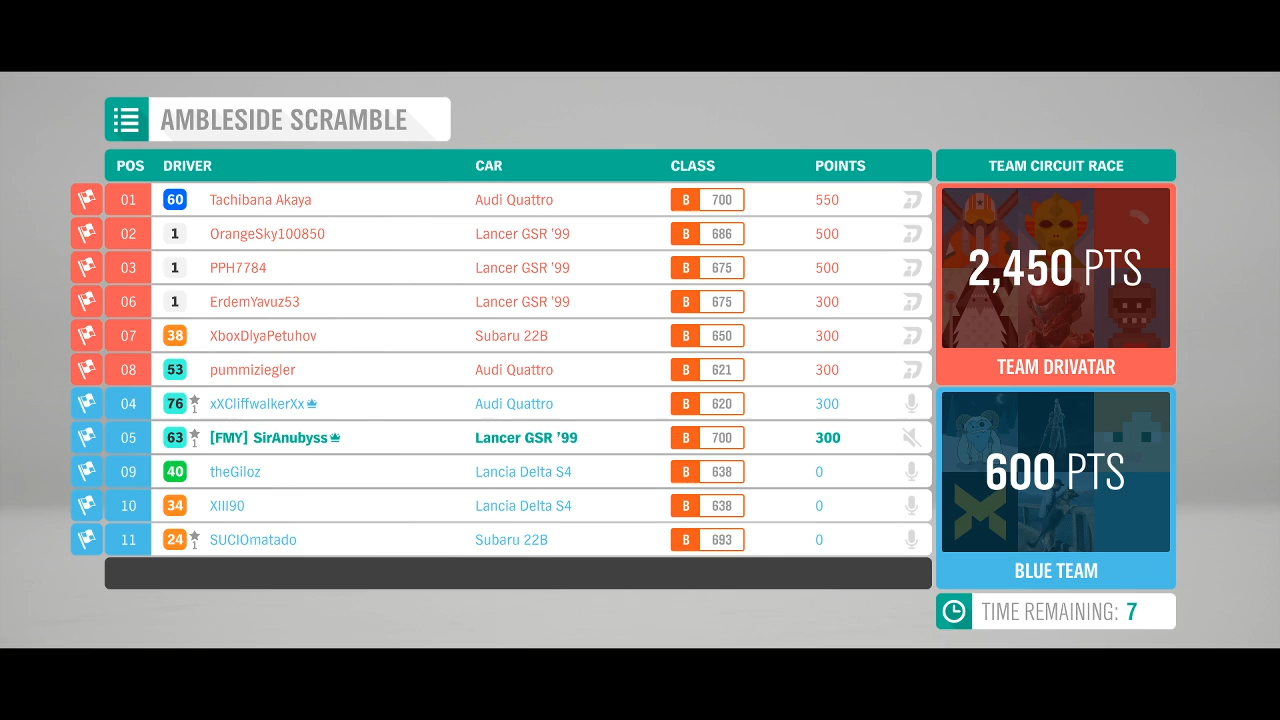 AMBLESIDE SCRAMBLE
POS DRIVER CAR CLASS POINTS TEAM CIRCUIT RACE
01 60 Tachibana Akaya Audi Quattro B 700 550
02 1 OrangeSky100850 Lancer GSR '99 B 686 500
03 1 PPH7784 Lancer GSR '99 B 675 500
06 1 ErdemYavuz53 Lancer GSR '99 B 675 300
07 38 XboxDlyaPetuhov Subaru 22B B 650 300
08 53 pummiziegler Audi Quattro B 621 300
2,450 PTS
TEAM DRIVATAR
04 76 1 xXCliffwalkerXx Audi Quattro B 620 300
05 63 1 [FMY] SirAnubyss Lancer GSR '99 B 700 300
09 40 theGiloz Lancia Delta S4 B 638 0
10 34 XIII90 Lancia Delta S4 B 638 0
11 24 1 SUCIOmatado Subaru 22B B 693 0
600 PTS
BLUE TEAM
TIME REMAINING: 7